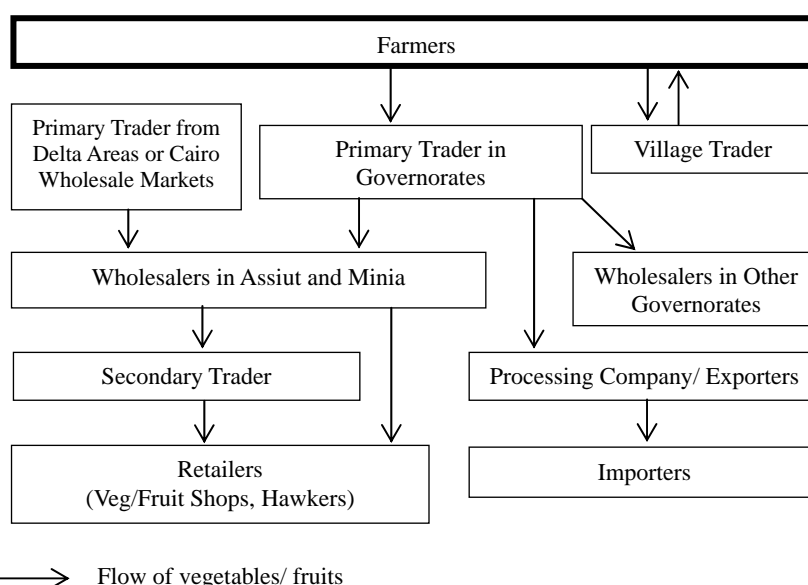 Farmers
Primary Trader from
Delta Areas or Cairo
Wholesale Markets
Primary Trader in
Governorates
Village Trader
Wholesalers in Assiut and Minia
Wholesalers in Other
Governorates
Secondary Trader
Processing Company/ Exporters
Retailers
(Veg/Fruit Shops, Hawkers)
Importers
Flow of vegetables/ fruits